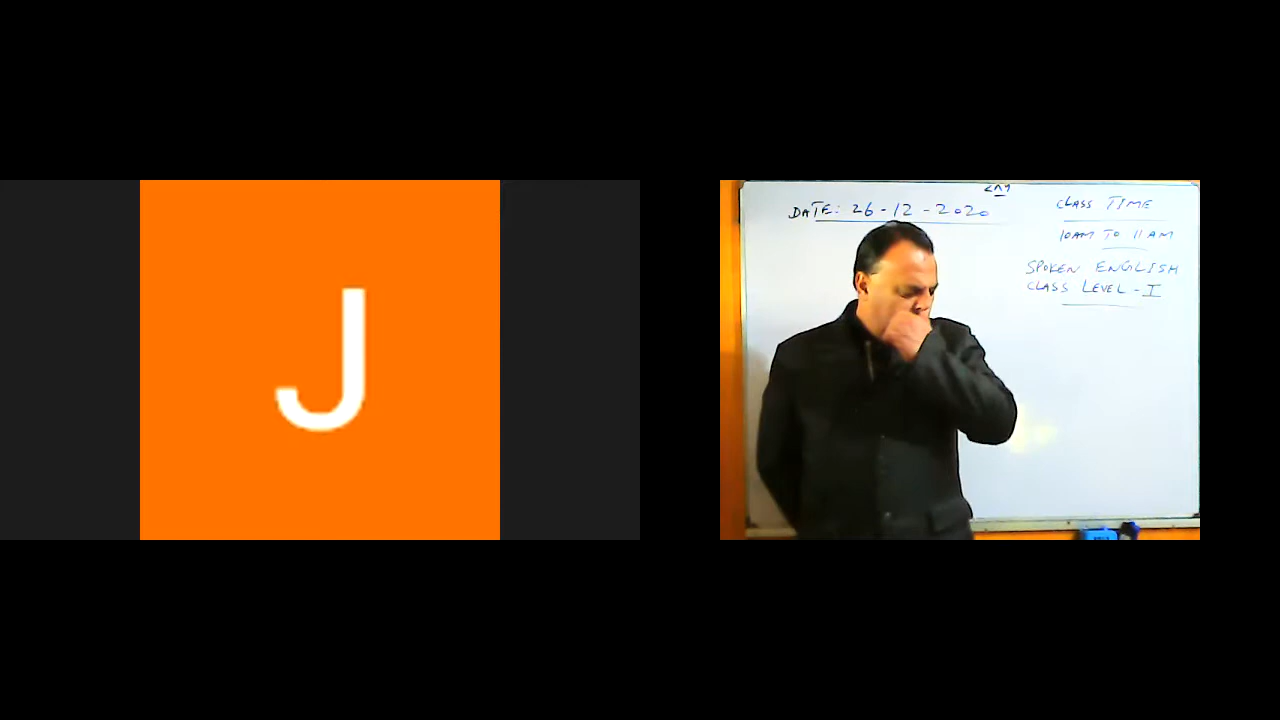 J
DATE: 26-12-2020
CLASS TIME
10AM TO 11AM
SPOKEN ENGLISH
CLASS LEVEL - I